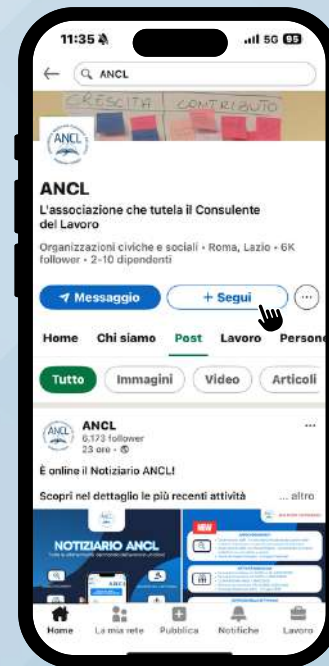 11:35
5G 95
ANCL
CRESCITA CONTRIBUTO
ANCL
ANCL
L'associazione che tutela il Consulente
del Lavoro
Organizzazioni civiche e sociali • Roma, Lazio • 6K
follower • 2-10 dipendenti
Messaggio
+ Segui
Home Chi siamo Post Lavoro Persone
Tutto Immagini Video Articoli
ANCL
ANCL
6.173 follower
23 ore •
È online il Notiziario ANCL!
Scopri nel dettaglio le più recenti attività ... altro
NOTIZIARIO ANCL
NEW
Home La mia rete Pubblica Notifiche Lavoro